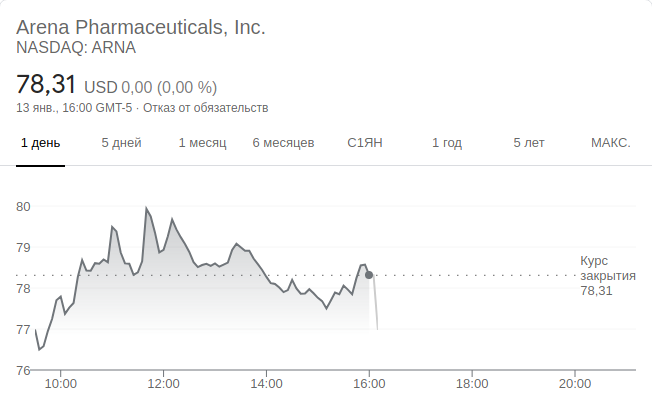 Arena Pharmaceuticals, Inc.
NASDAQ: ARNA
78,31 USD 0,00 (0,00 %)
13 янв., 16:00 GMT-5 · Отказ от обязательств
1 день 5 дней 1 месяц 6 месяцев С1ЯН 1 год 5 лет МАКС.
80
79
Курс
закрытия
78,31
78
77
76
10:00 12:00 14:00 16:00 18:00 20:00